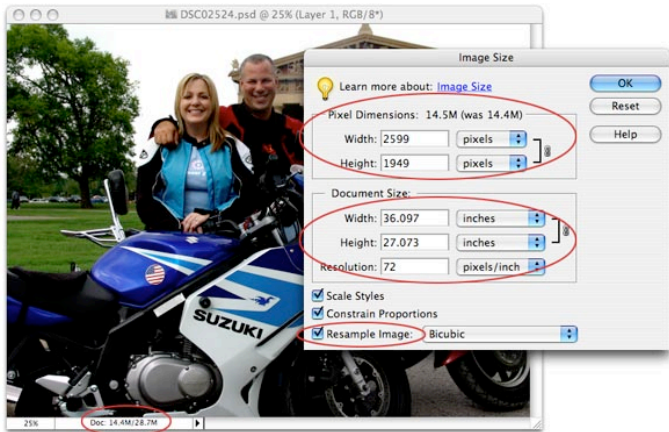 DSC02524.psd @ 25% (Layer 1, RGB/8*)
Image Size
Learn more about: Image Size
OK
Pixel Dimensions: 14.5M (was 14.4M)
Reset
Width: 2599 pixels
Help
Height: 1949 pixels
Document Size:
Width: 36.097 inches
Height: 27.073 inches
Resolution: 72 pixels/inch
Scale Styles
Constrain Proportions
Resample Image: Bicubic
SUZUKI
25% Doc: 14.4M/28.7M